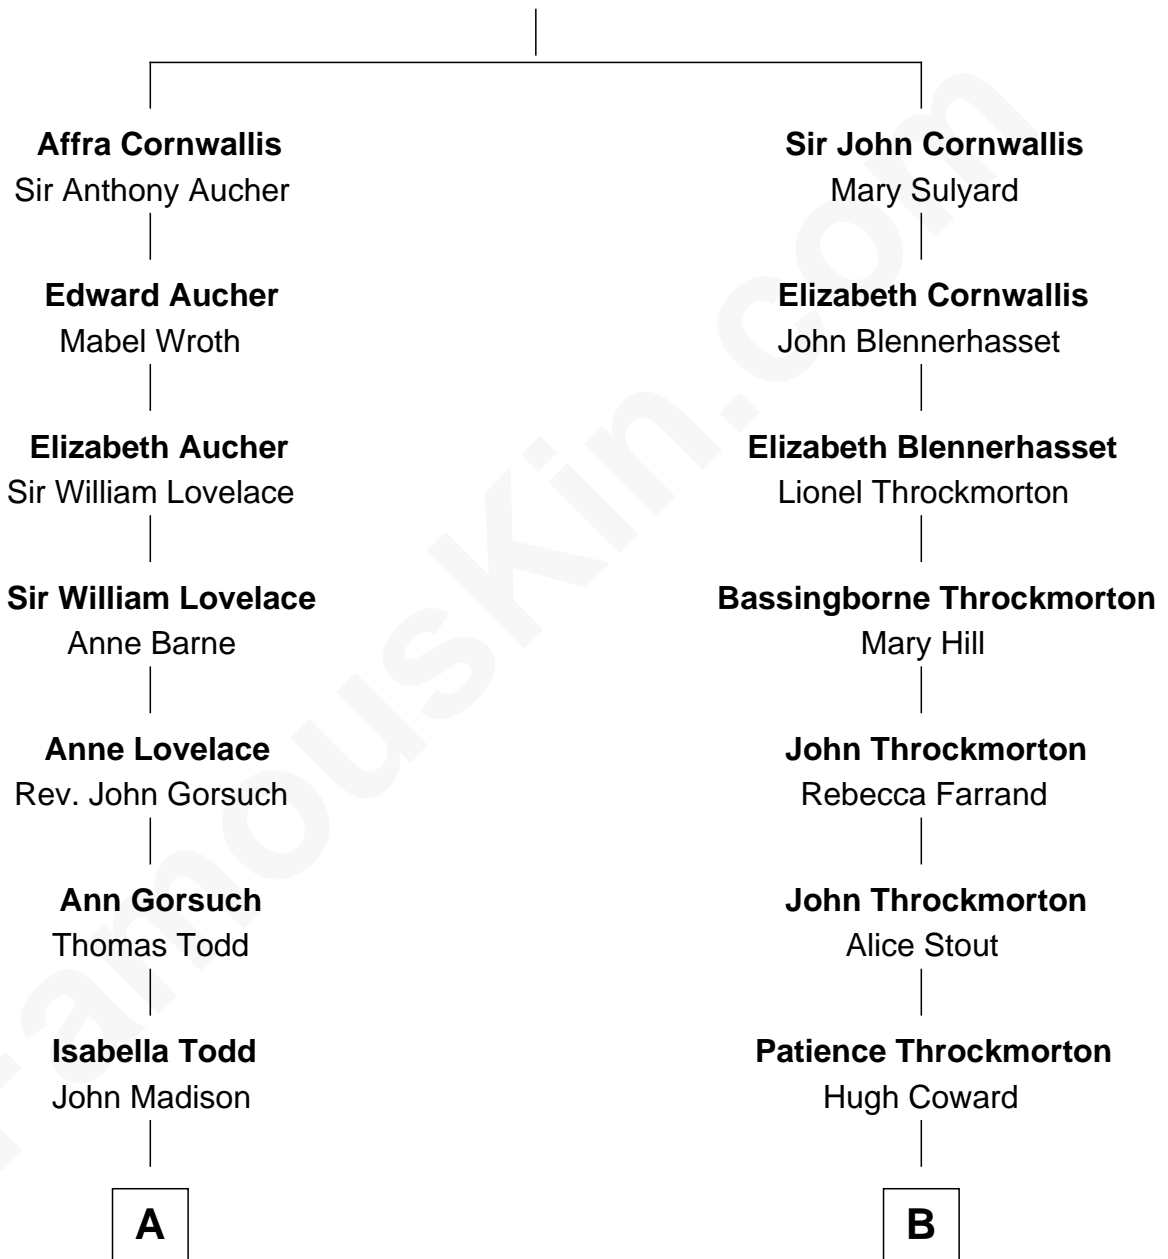 Affra Cornwallis
Sir Anthony Aucher
Edward Aucher
Mabel Wroth
Elizabeth Aucher
Sir William Lovelace
Sir William Lovelace
Anne Barne
Anne Lovelace
Rev. John Gorsuch
Ann Gorsuch
Thomas Todd
Isabella Todd
John Madison
A
Sir John Cornwallis
Mary Sulyard
Elizabeth Cornwallis
John Blennerhasset
Elizabeth Blennerhasset
Lionel Throckmorton
Bassingborne Throckmorton
Mary Hill
John Throckmorton
Rebecca Farrand
John Throckmorton
Alice Stout
Patience Throckmorton
Hugh Coward
B
FamousKin.com